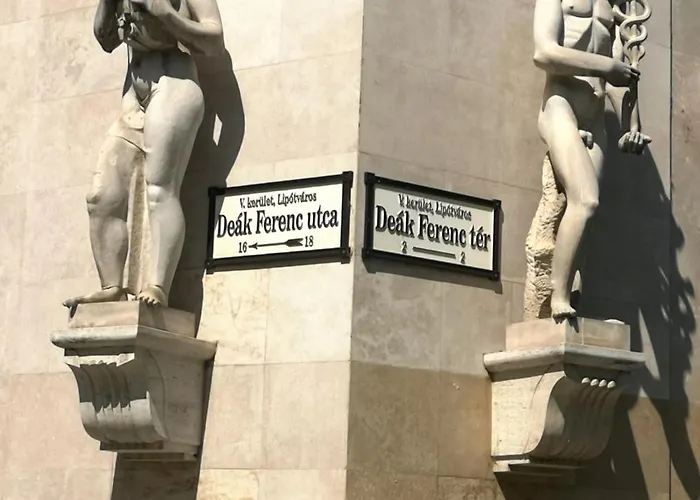 V. kerület, Lipótváros
Deák Ferenc utca
16 18
V. kerület, Lipótváros
Deák Ferenc tér
2 2